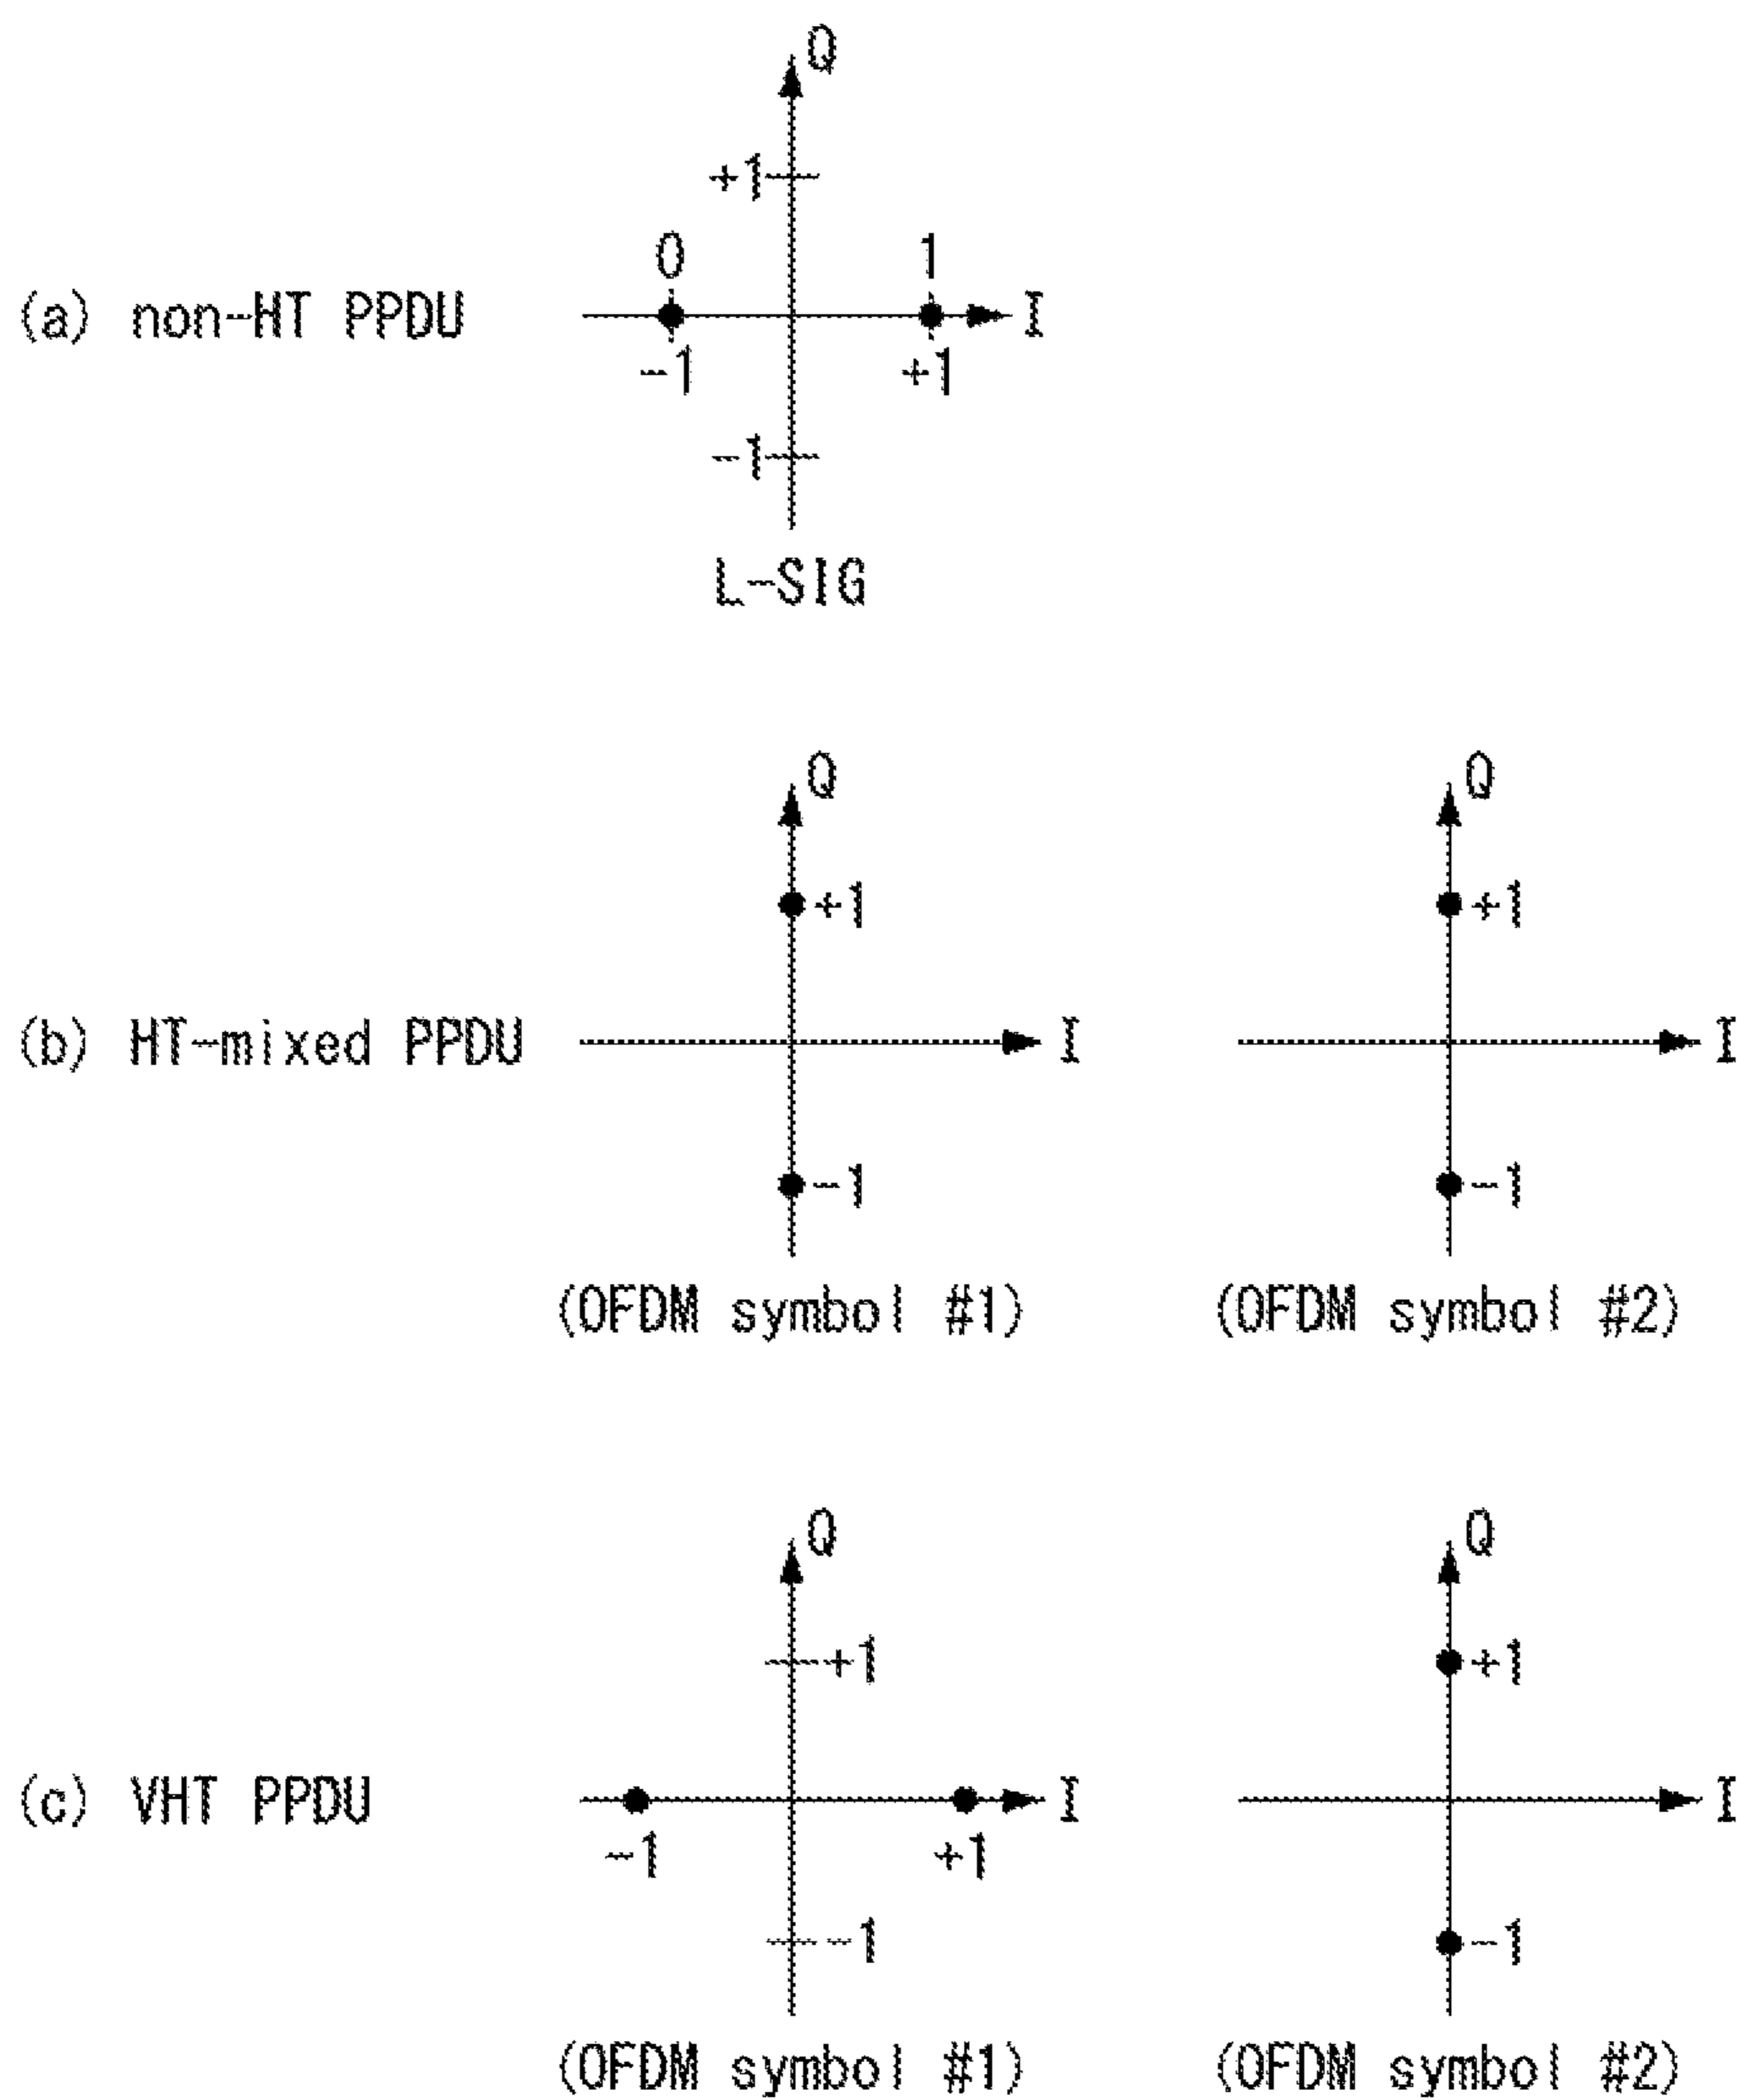 Q
+1
0 1
(a) non-HT PPDU I
-1 +1
-1
L-SIG
Q Q
+1 +1
(b) HT-mixed PPDU I I
-1 -1
(OFDM symbol #1) (OFDM symbol #2)
Q Q
+1 +1
(c) VHT PPDU I I
-1 +1
-1 -1
(OFDM symbol #1) (OFDM symbol #2)